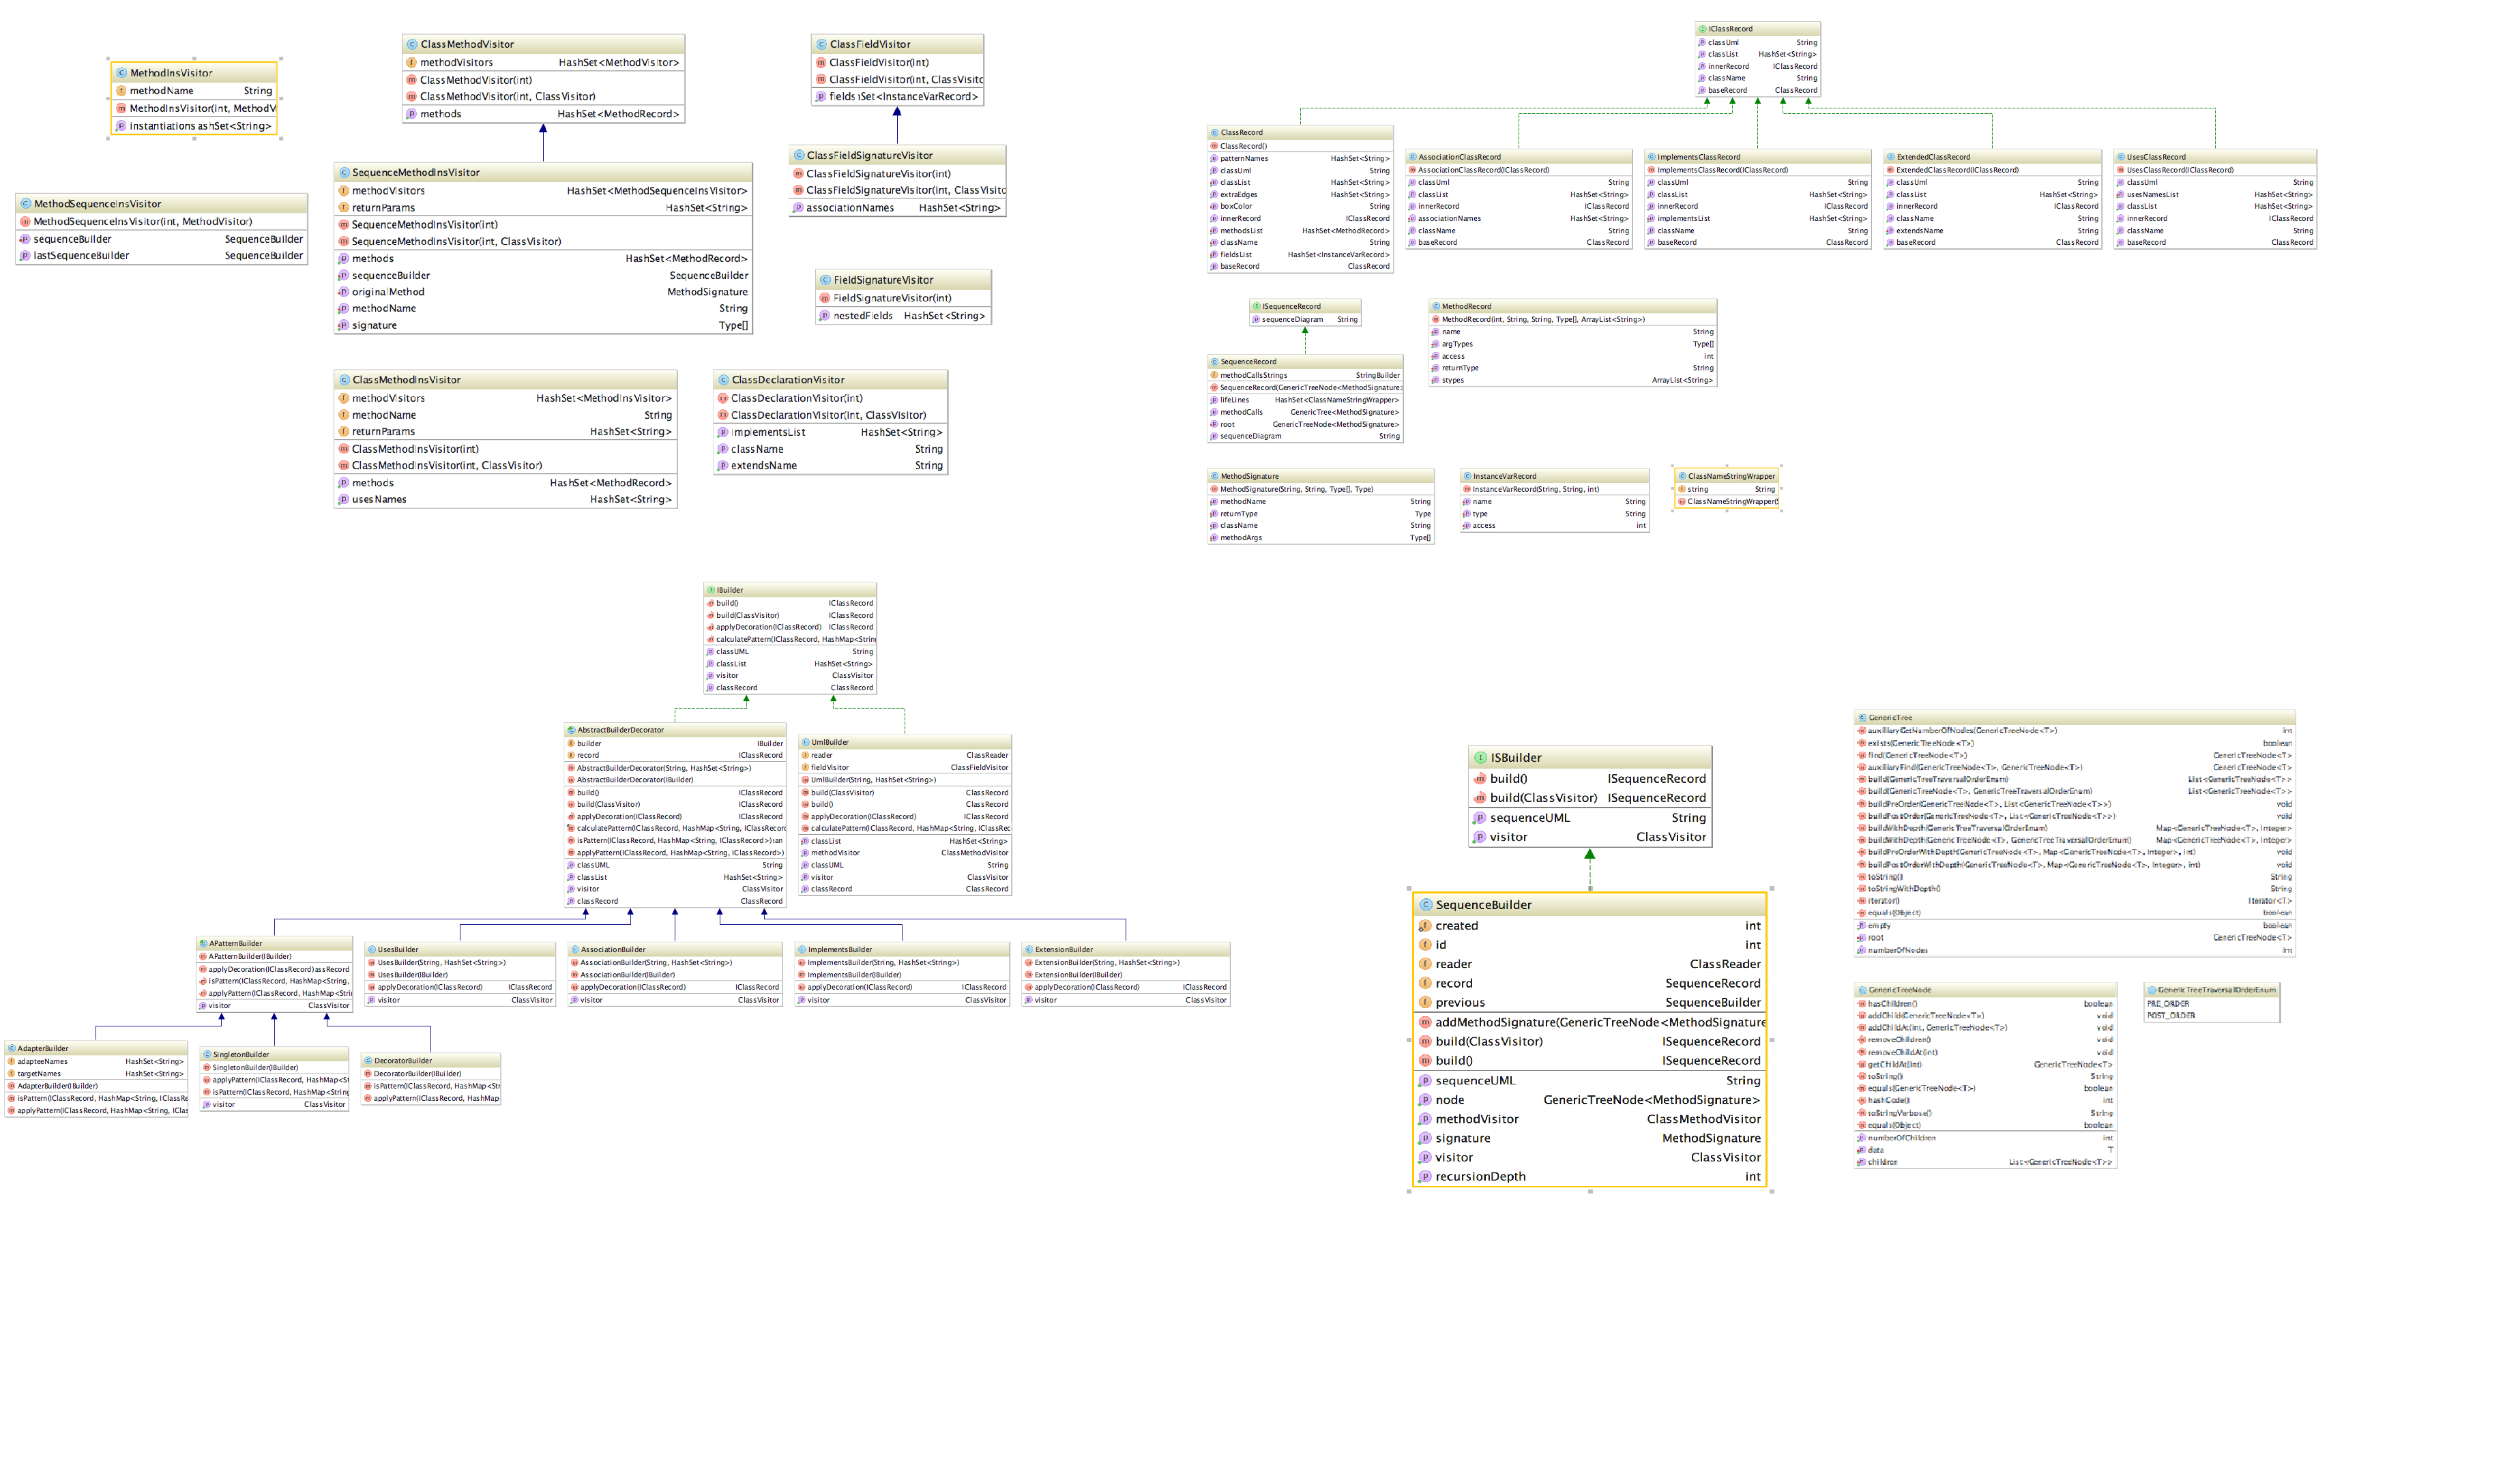 MethodInsVisitor
methodName String
MethodInsVisitor(int, MethodV
instantiations ashSet<String>
ClassMethodVisitor
methodVisitors HashSet<MethodVisitor>
ClassMethodVisitor(int)
ClassMethodVisitor(int, ClassVisitor)
methods HashSet<MethodRecord>
ClassFieldVisitor
ClassFieldVisitor(int)
ClassFieldVisitor(int, ClassVisito
fields Set<InstanceVarRecord>
MethodSequenceInsVisitor
MethodSequenceInsVisitor(int, MethodVisitor)
sequenceBuilder SequenceBuilder
lastSequenceBuilder SequenceBuilder
SequenceMethodInsVisitor
methodVisitors HashSet<MethodSequenceInsVisitor>
returnParams HashSet<String>
SequenceMethodInsVisitor(int)
SequenceMethodInsVisitor(int, ClassVisitor)
methods HashSet<MethodRecord>
sequenceBuilder SequenceBuilder
originalMethod MethodSignature
methodName String
signature Type[]
ClassFieldSignatureVisitor
ClassFieldSignatureVisitor(int)
ClassFieldSignatureVisitor(int, ClassVisito
associationNames HashSet<String>
FieldSignatureVisitor
FieldSignatureVisitor(int)
nestedFields HashSet<String>
ClassMethodInsVisitor
methodVisitors HashSet<MethodInsVisitor>
methodName String
returnParams HashSet<String>
ClassMethodInsVisitor(int)
ClassMethodInsVisitor(int, ClassVisitor)
methods HashSet<MethodRecord>
usesNames HashSet<String>
ClassDeclarationVisitor
ClassDeclarationVisitor(int)
ClassDeclarationVisitor(int, ClassVisitor)
implementsList HashSet<String>
className String
extendsName String
IClassRecord
classUml String
classList HashSet<String>
innerRecord IClassRecord
className String
baseRecord ClassRecord
ClassRecord
ClassRecord()
patternNames HashSet<String>
classUml String
classList HashSet<String>
extraEdges HashSet<String>
boxColor String
innerRecord IClassRecord
methodsList HashSet<MethodRecord>
className String
fieldsList HashSet<InstanceVarRecord>
baseRecord ClassRecord
AssociationClassRecord
AssociationClassRecord(IClassRecord)
classUml String
classList HashSet<String>
innerRecord IClassRecord
associationNames HashSet<String>
className String
baseRecord ClassRecord
ImplementsClassRecord
ImplementsClassRecord(IClassRecord)
classUml String
classList HashSet<String>
innerRecord IClassRecord
implementsList HashSet<String>
className String
baseRecord ClassRecord
ExtendedClassRecord
ExtendedClassRecord(IClassRecord)
classUml String
classList HashSet<String>
innerRecord IClassRecord
className String
extendsName String
baseRecord ClassRecord
UsesClassRecord
UsesClassRecord(IClassRecord)
classUml String
usesNamesList HashSet<String>
classList HashSet<String>
innerRecord IClassRecord
className String
baseRecord ClassRecord
ISequenceRecord
sequenceDiagram String
SequenceRecord
methodCallsStrings StringBuilder
SequenceRecord(GenericTreeNode<MethodSignature>
lifeLines HashSet<ClassNameStringWrapper>
methodCalls GenericTree<MethodSignature>
root GenericTreeNode<MethodSignature>
sequenceDiagram String
MethodRecord
MethodRecord(int, String, String, Type[], ArrayList<String>)
name String
argTypes Type[]
access int
returnType String
stypes ArrayList<String>
MethodSignature
MethodSignature(String, String, Type[], Type)
methodName String
returnType Type
className String
methodArgs Type[]
InstanceVarRecord
InstanceVarRecord(String, String, int)
name String
type String
access int
ClassNameStringWrapper
string String
ClassNameStringWrapper(S
IBuilder
build() IClassRecord
build(ClassVisitor) IClassRecord
applyDecoration(IClassRecord) IClassRecord
calculatePattern(IClassRecord, HashMap<String
classUML String
classList HashSet<String>
visitor ClassVisitor
classRecord ClassRecord
AbstractBuilderDecorator
builder IBuilder
record IClassRecord
AbstractBuilderDecorator(String, HashSet<String>)
AbstractBuilderDecorator(IBuilder)
build() IClassRecord
build(ClassVisitor) IClassRecord
applyDecoration(IClassRecord) IClassRecord
calculatePattern(IClassRecord, HashMap<String, IClassRecord
isPattern(IClassRecord, HashMap<String, IClassRecord>) an
applyPattern(IClassRecord, HashMap<String, IClassRecord>)
classUML String
classList HashSet<String>
visitor ClassVisitor
classRecord ClassRecord
UmlBuilder
reader ClassReader
fieldVisitor ClassFieldVisitor
UmlBuilder(String, HashSet<String>)
build(ClassVisitor) ClassRecord
build() ClassRecord
applyDecoration(IClassRecord) IClassRecord
calculatePattern(IClassRecord, HashMap<String, IClassRec
classList HashSet<String>
methodVisitor ClassMethodVisitor
classUML String
visitor ClassVisitor
classRecord ClassRecord
APatternBuilder
APatternBuilder(IBuilder)
applyDecoration(IClassRecord) assRecord
isPattern(IClassRecord, HashMap<String,
applyPattern(IClassRecord, HashMap<Stri
visitor ClassVisitor
UsesBuilder
UsesBuilder(String, HashSet<String>)
UsesBuilder(IBuilder)
applyDecoration(IClassRecord) IClassRecord
visitor ClassVisitor
AssociationBuilder
AssociationBuilder(String, HashSet<String>)
AssociationBuilder(IBuilder)
applyDecoration(IClassRecord) IClassRecord
visitor ClassVisitor
ImplementsBuilder
ImplementsBuilder(String, HashSet<String>)
ImplementsBuilder(IBuilder)
applyDecoration(IClassRecord) IClassRecord
visitor ClassVisitor
ExtensionBuilder
ExtensionBuilder(String, HashSet<String>)
ExtensionBuilder(IBuilder)
applyDecoration(IClassRecord) IClassRecord
visitor ClassVisitor
AdapterBuilder
adapteeNames HashSet<String>
targetNames HashSet<String>
AdapterBuilder(IBuilder)
isPattern(IClassRecord, HashMap<String, IClassRe
applyPattern(IClassRecord, HashMap<String, IClas
SingletonBuilder
SingletonBuilder(IBuilder)
applyPattern(IClassRecord, HashMap<St
isPattern(IClassRecord, HashMap<String,
visitor ClassVisitor
DecoratorBuilder
DecoratorBuilder(IBuilder)
isPattern(IClassRecord, HashMap<Str
applyPattern(IClassRecord, HashMap
ISBuilder
build() ISequenceRecord
build(ClassVisitor) ISequenceRecord
sequenceUML String
visitor ClassVisitor
SequenceBuilder
created int
id int
reader ClassReader
record SequenceRecord
previous SequenceBuilder
addMethodSignature(GenericTreeNode<MethodSignature
build(ClassVisitor) ISequenceRecord
build() ISequenceRecord
sequenceUML String
node GenericTreeNode<MethodSignature>
methodVisitor ClassMethodVisitor
signature MethodSignature
visitor ClassVisitor
recursionDepth int
GenericTree
auxiliaryGetNumberOfNodes(GenericTreeNode<T>) int
exists(GenericTreeNode<T>) boolean
find(GenericTreeNode<T>) GenericTreeNode<T>
auxiliaryFind(GenericTreeNode<T>, GenericTreeNode<T>) GenericTreeNode<T>
build(GenericTreeTraversalOrderEnum) List<GenericTreeNode<T>>
build(GenericTreeNode<T>, GenericTreeTraversalOrderEnum) List<GenericTreeNode<T>>
buildPreOrder(GenericTreeNode<T>, List<GenericTreeNode<T>>) void
buildPostOrder(GenericTreeNode<T>, List<GenericTreeNode<T>>) void
buildWithDepth(GenericTreeTraversalOrderEnum) Map<GenericTreeNode<T>, Integer>
buildWithDepth(GenericTreeNode<T>, GenericTreeTraversalOrderEnum) Map<GenericTreeNode<T>, Integer>
buildPreOrderWithDepth(GenericTreeNode<T>, Map<GenericTreeNode<T>, Integer>, int) void
buildPostOrderWithDepth(GenericTreeNode<T>, Map<GenericTreeNode<T>, Integer>, int) void
toString() String
toStringWithDepth() String
iterator() Iterator<T>
equals(Object) boolean
empty boolean
root GenericTreeNode<T>
numberOfNodes int
GenericTreeNode
hasChildren() boolean
addChild(GenericTreeNode<T>) void
addChildAt(int, GenericTreeNode<T>) void
removeChildren() void
removeChildAt(int) void
getChildAt(int) GenericTreeNode<T>
toString() String
equals(GenericTreeNode<T>) boolean
hashCode() int
toStringVerbose() String
equals(Object) boolean
numberOfChildren int
data T
children List<GenericTreeNode<T>>
GenericTreeTraversalOrderEnum
PRE_ORDER
POST_ORDER